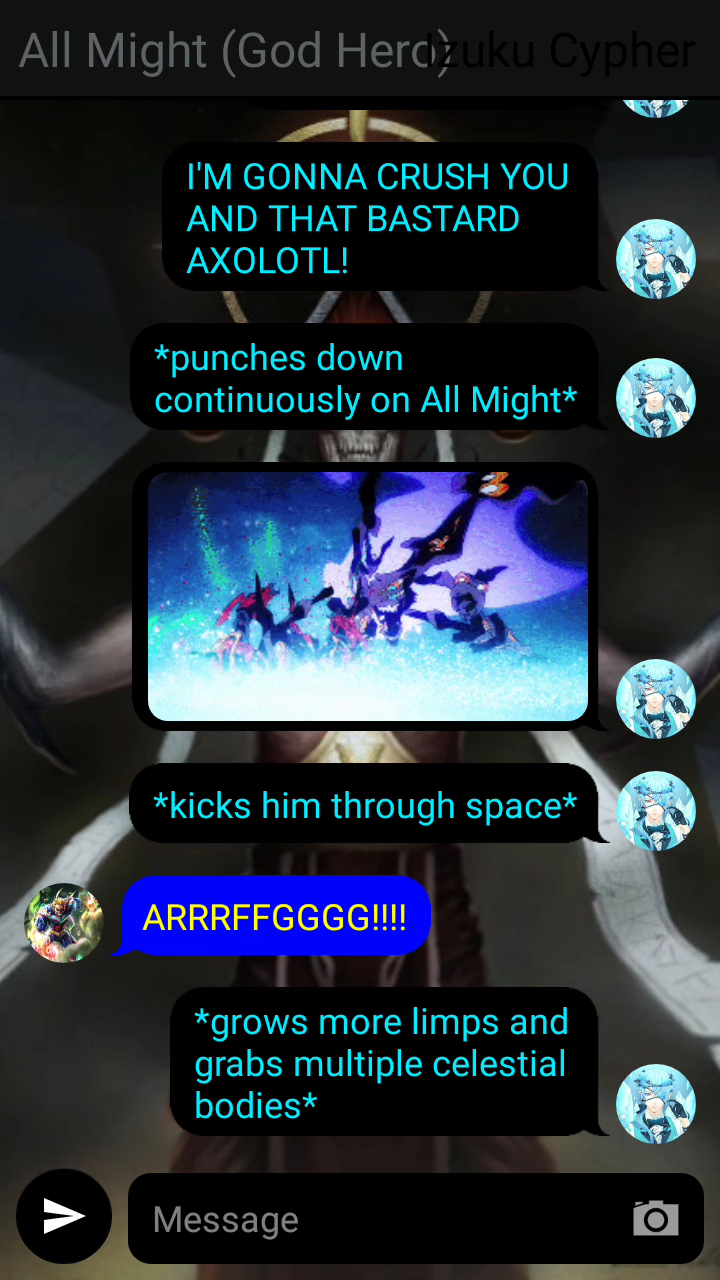 All Might (God Hero) Izuku Cypher
I'M GONNA CRUSH YOU
AND THAT BASTARD
AXOLOTL!
*punches down
continuously on All Might*
*kicks him through space*
ARRRFFGGGG!!!!
*grows more limps and
grabs multiple celestial
bodies*
Message